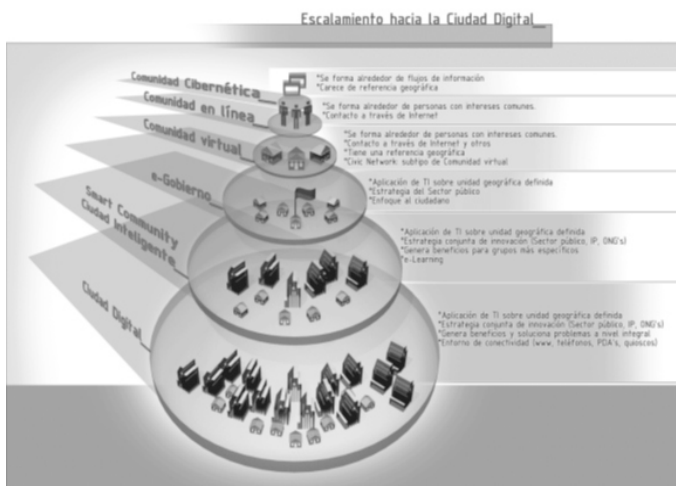 Escalamiento hacia la Ciudad Digital_
Comunidad Cibernética
*Se forma alrededor de flujos de información
*Carece de referencia geográfica
Comunidad en línea
*Se forma alrededor de personas con intereses comunes.
*Contacto a través de Internet
Comunidad virtual
*Se forma alrededor de personas con intereses comunes.
*Contacto a través de Internet y otros
*Tiene una referencia geográfica
*Civic Network: subtipo de Comunidad virtual
e-Gobierno
*Aplicación de TI sobre unidad geográfica definida
*Estrategia del Sector público
*Enfoque al ciudadano
Smart Community
Ciudad Inteligente
*Aplicación de TI sobre unidad geográfica definida
*Estrategia conjunta de innovación (Sector público, IP, ONG's)
*Genera beneficios para grupos más específicos
*e-Learning
Ciudad Digital
*Aplicación de TI sobre unidad geográfica definida
*Estrategia conjunta de innovación (Sector público, IP, ONG's)
*Genera beneficios y soluciona problemas a nivel integral
*Entorno de conectividad (www, teléfonos, PDA's, quioscos)